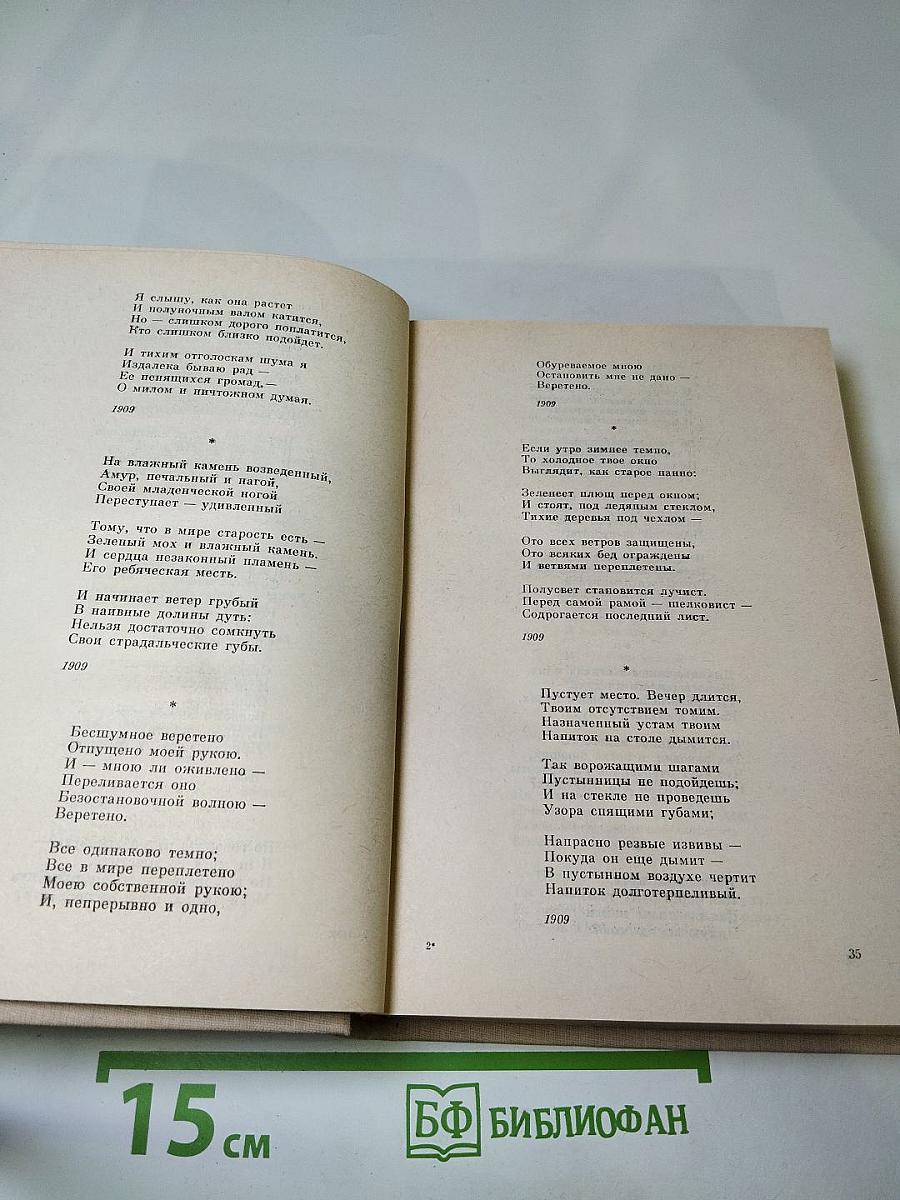 Я слышу, как она растет
И полуночным валом катится,
Но — слишком дорого поплатится,
Кто слишком близко подойдет.
И тихим отголоскам шума я
Издалека бываю рад —
Ее пенящихся громад,—
О милом и ничтожном думая.
1909
*
На влажный камень возведенный,
Амур, печальный и нагой,
Своей младенческой ногой
Переступает — удивленный
Тому, что в мире старость есть —
Зеленый мох и влажный камень.
И сердца незаконный пламень —
Его ребяческая месть.
И начинает ветер грубый
В наивные долины дуть:
Нельзя достаточно сомкнуть
Свои страдальческие губы.
1909
*
Бесшумное веретено
Отпущено моей рукою.
И — мною ли оживлено —
Переливается оно
Безостановочной волною —
Веретено.
Все одинаково темно;
Все в мире переплетено
Моею собственной рукою;
И, непрерывно и одно,
Обуреваемое мною
Остановить мне не дано —
Веретено.
1909
*
Если утро зимнее темно,
То холодное твое окно
Выглядит, как старое панно:
Зеленеет плющ перед окном;
И стоят, под ледяным стеклом,
Тихие деревья под чехлом —
Ото всех ветров защищены,
Ото всяких бед ограждены
И ветвями переплетены.
Полусвет становится лучист.
Перед самой рамой — шелковист —
Содрогается последний лист.
1909
*
Пустует место. Вечер длится,
Твоим отсутствием томим.
Назначенный устам твоим
Напиток на столе дымится.
Так ворожащими шагами
Пустынницы не подойдешь;
И на стекле не проведешь
Узора спящими губами;
Напрасно резвые извивы —
Покуда он еще дымит —
В пустынном воздухе чертит
Напиток долготерпеливый.
1909
2*
35
15 см
БФ БИБЛИОФАН